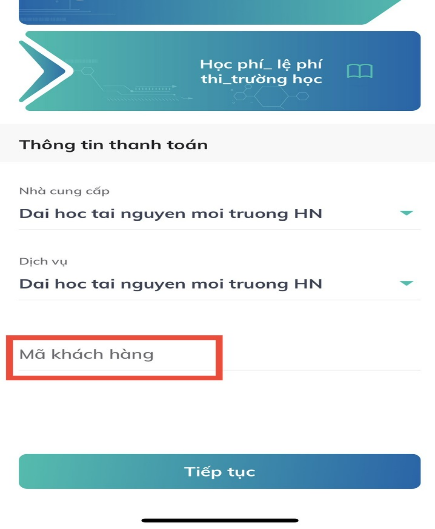 Học phí_ lệ phí
thi_trường học
Thông tin thanh toán
Nhà cung cấp
Dai hoc tai nguyen moi truong HN
Dịch vụ
Dai hoc tai nguyen moi truong HN
Mã khách hàng
Tiếp tục